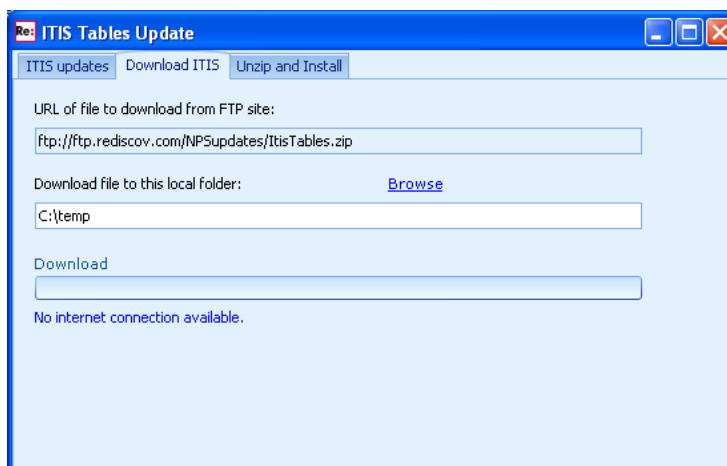 Re: ITIS Tables Update
ITIS updates Download ITIS Unzip and Install
URL of file to download from FTP site:
ftp://ftp.rediscov.com/NPSupdates/ItisTables.zip
Download file to this local folder: Browse
C:\temp
Download
No internet connection available.